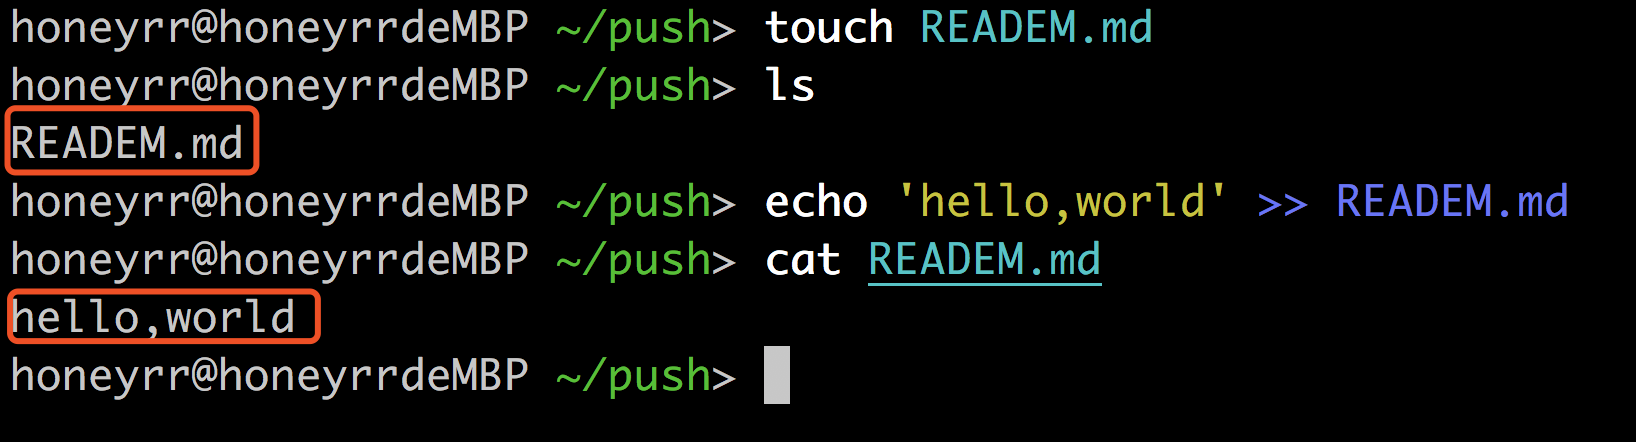 honeyrr@honeyrrdeMBP ~/push> touch READEM.md
honeyrr@honeyrrdeMBP ~/push> ls
READEM.md
honeyrr@honeyrrdeMBP ~/push> echo 'hello,world' >> READEM.md
honeyrr@honeyrrdeMBP ~/push> cat READEM.md
hello,world
honeyrr@honeyrrdeMBP ~/push>